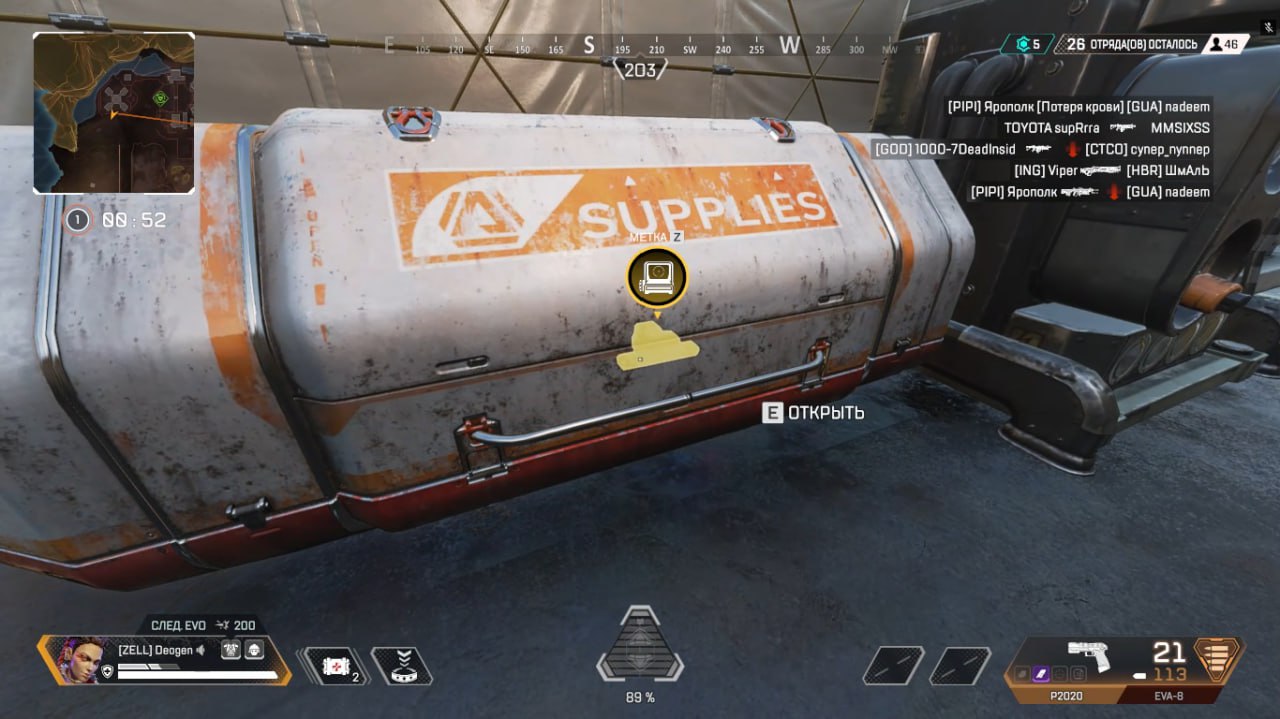 E 105 120 SE 150 165 S 195 210 SW 240 255 W 285 300 NW
203
5 26 ОТРЯДА(ОВ) ОСТАЛОСЬ 46
[PIPI] Ярополк [Потеря крови] [GUA] nadeem
TOYOTA supRrra MMSIXSS
[GOD] 1000-7DeadInsid [CTCO] супер_пуппер
[ING] Viper [HBR] ШмАлЬ
[PIPI] Ярополк [GUA] nadeem
1 00:52
SUPPLIES
МЕТКА Z
E ОТКРЫТЬ
СЛЕД. EVO 200
[ZELL] Deogen
2
89 %
21
113
P2020 EVA-8